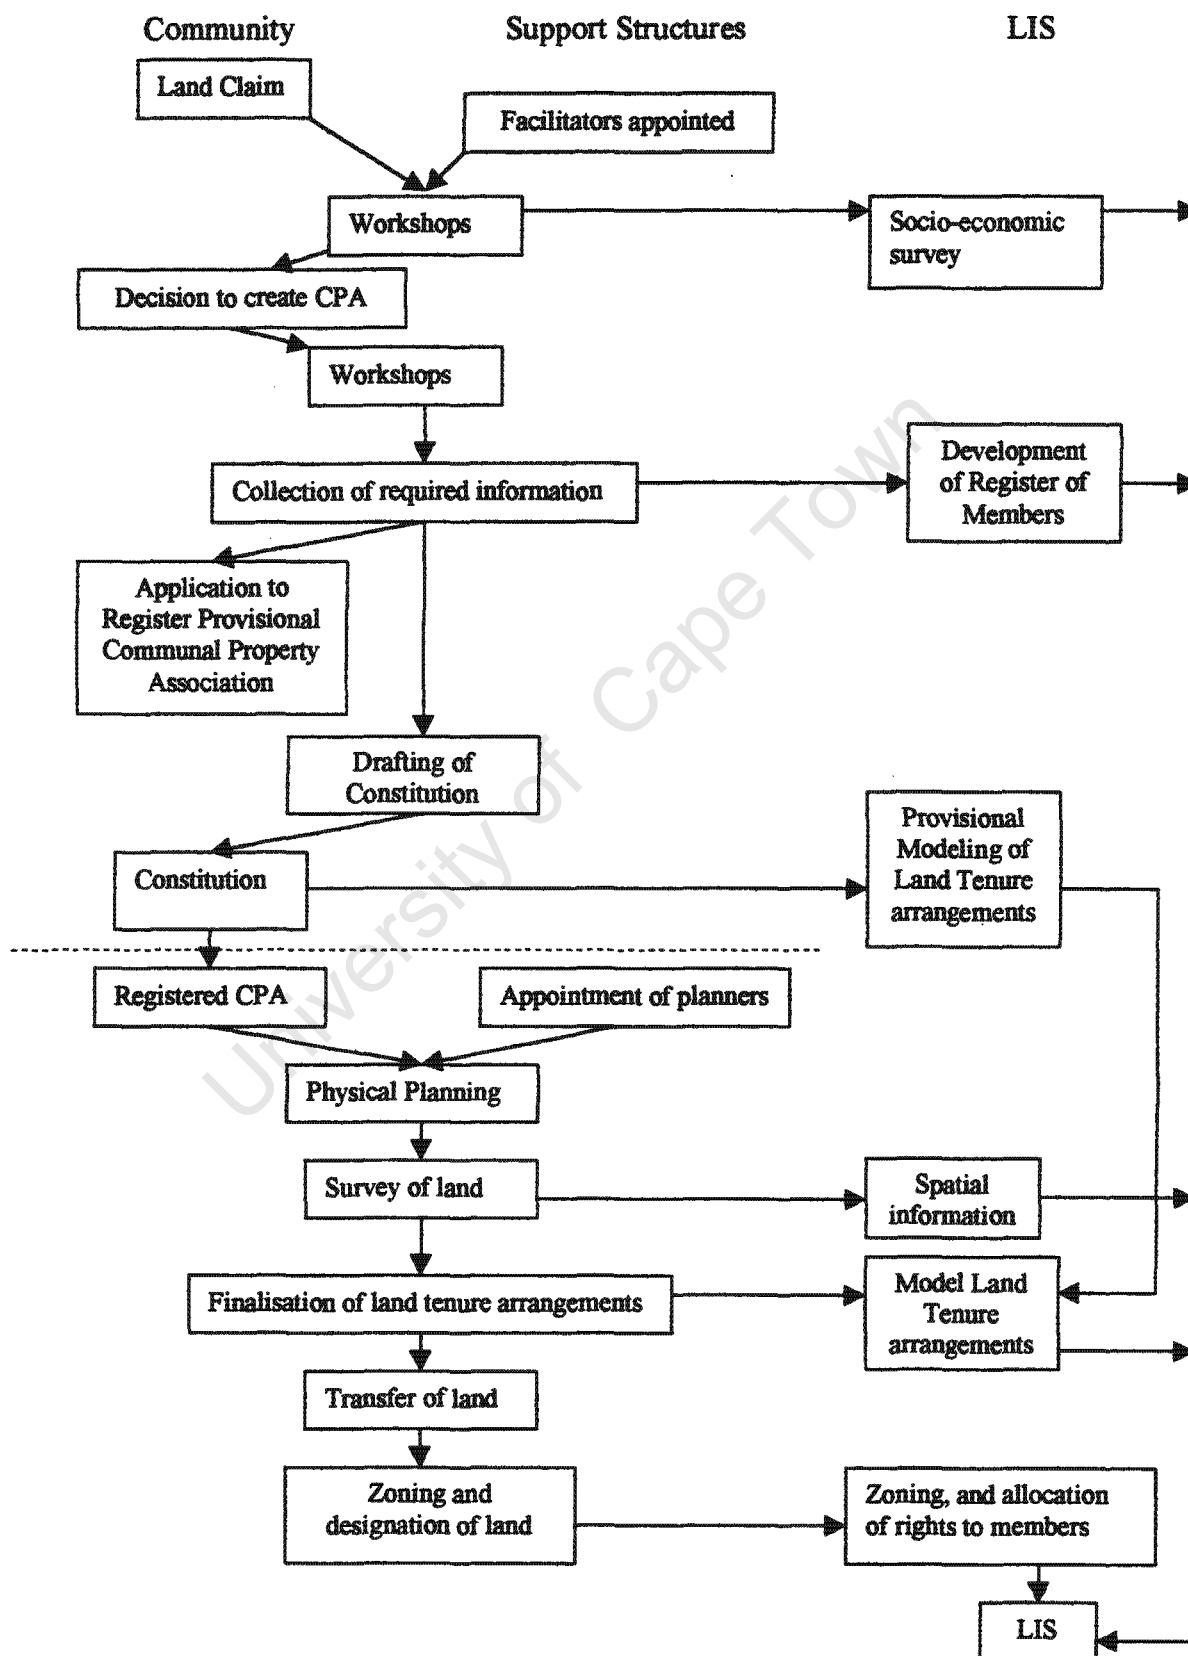 Community
Support Structures
LIS
Land Claim
Facilitators appointed
Workshops
Socio-economic
survey
Decision to create CPA
Workshops
Collection of required information
Development
of Register of
Members
Application to
Register Provisional
Communal Property
Association
Drafting of
Constitution
Provisional
Modeling of
Land Tenure
arrangements
Constitution
Registered CPA
Appointment of planners
Physical Planning
Survey of land
Spatial
information
Finalisation of land tenure arrangements
Model Land
Tenure
arrangements
Transfer of land
Zoning and
designation of land
Zoning, and allocation
of rights to members
LIS
University of Cape Town